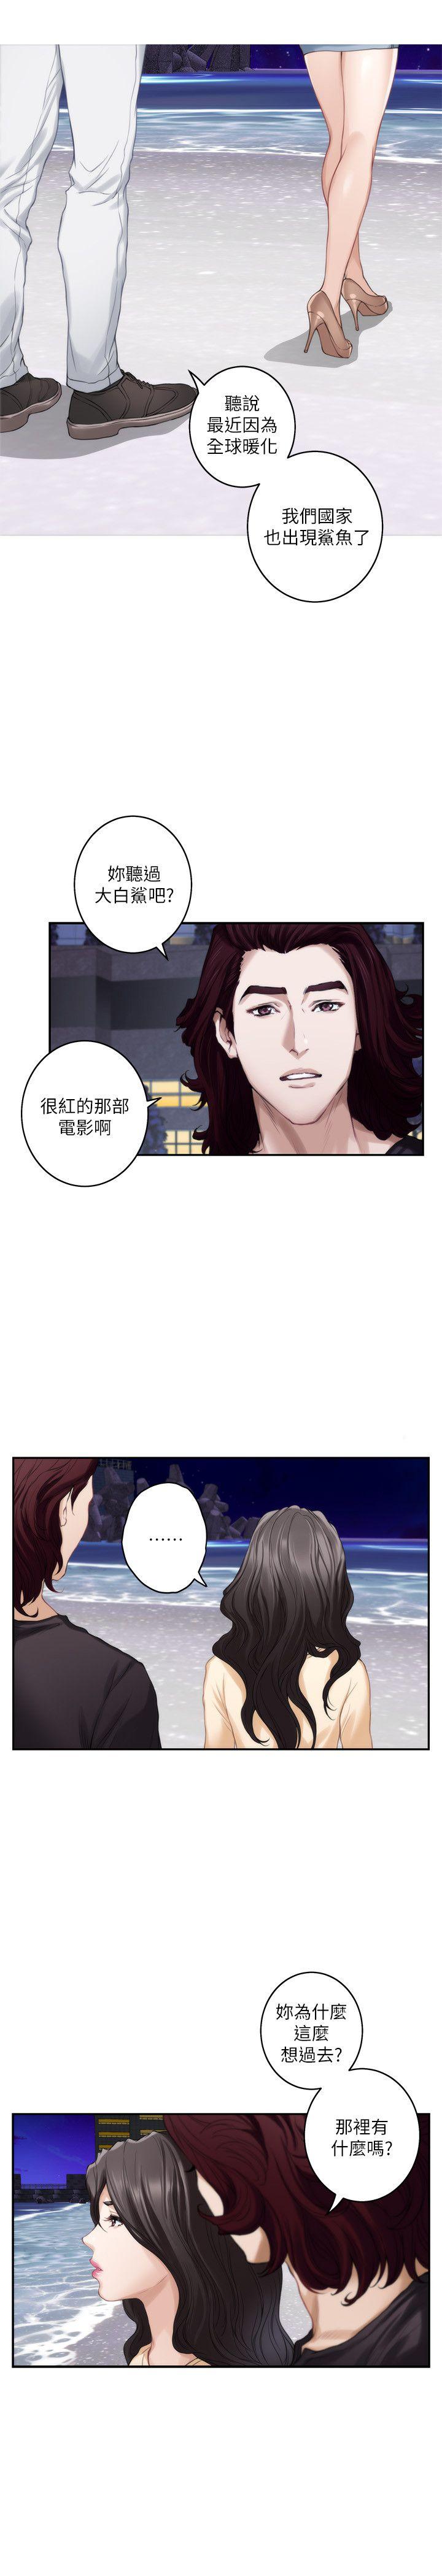 聽說
最近因為
全球暖化
我們國家
也出現鯊魚了
妳聽過
大白鯊吧?
很紅的那部
電影啊
……
妳為什麼
這麼
想過去?
那裡有
什麼嗎?